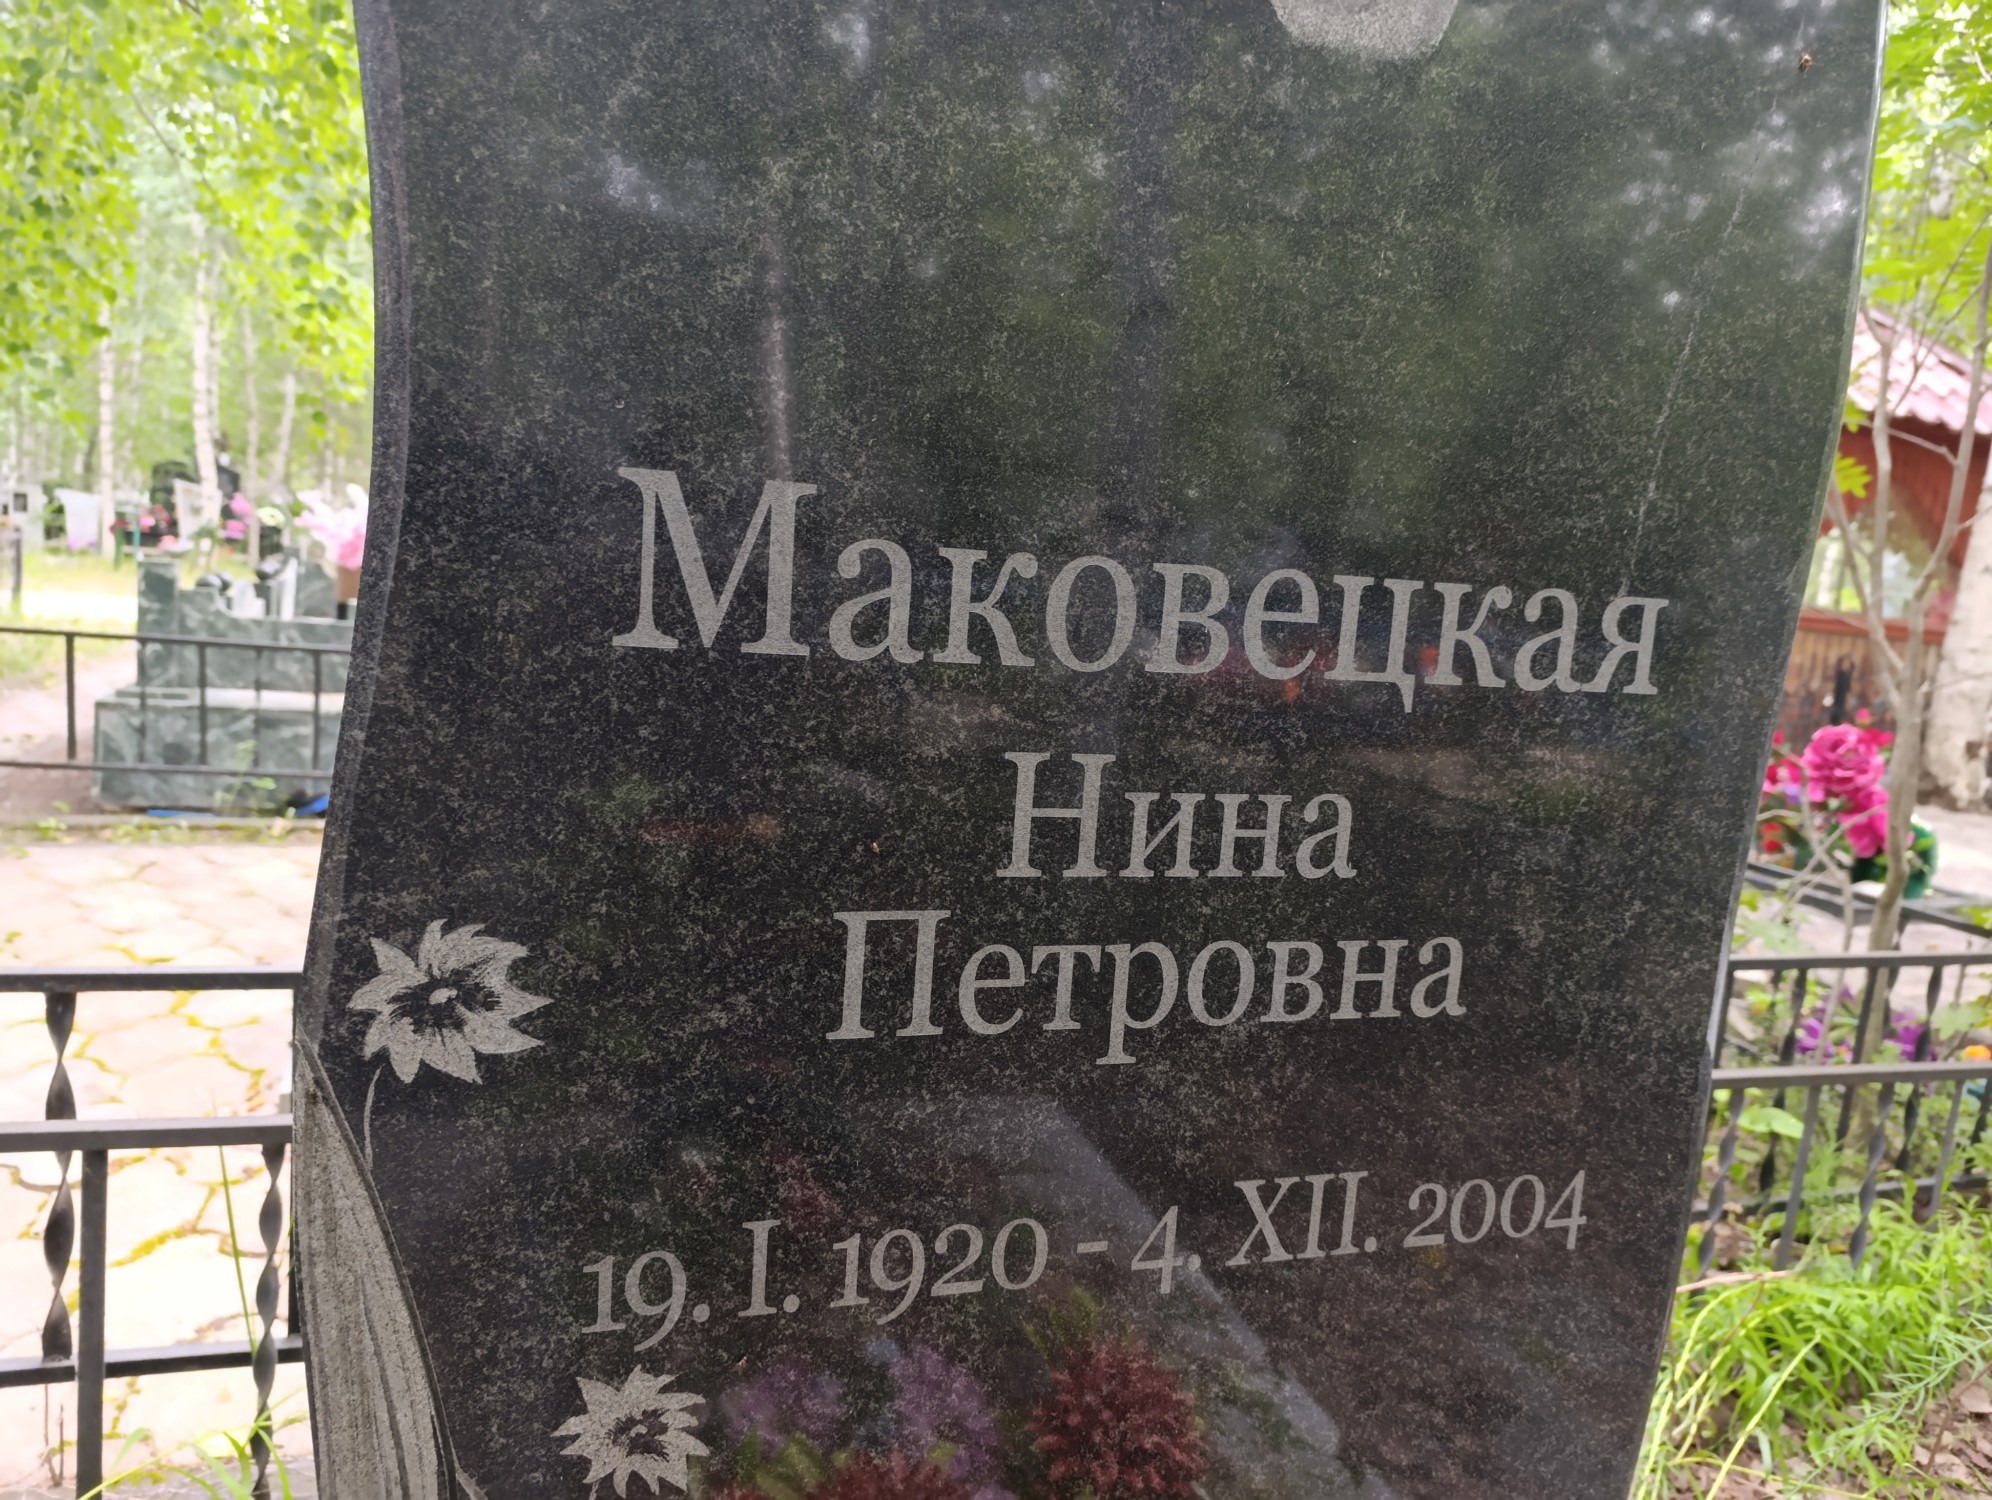 Маковецкая
Нина
Петровна
19. I. 1920 - 4. XII. 2004